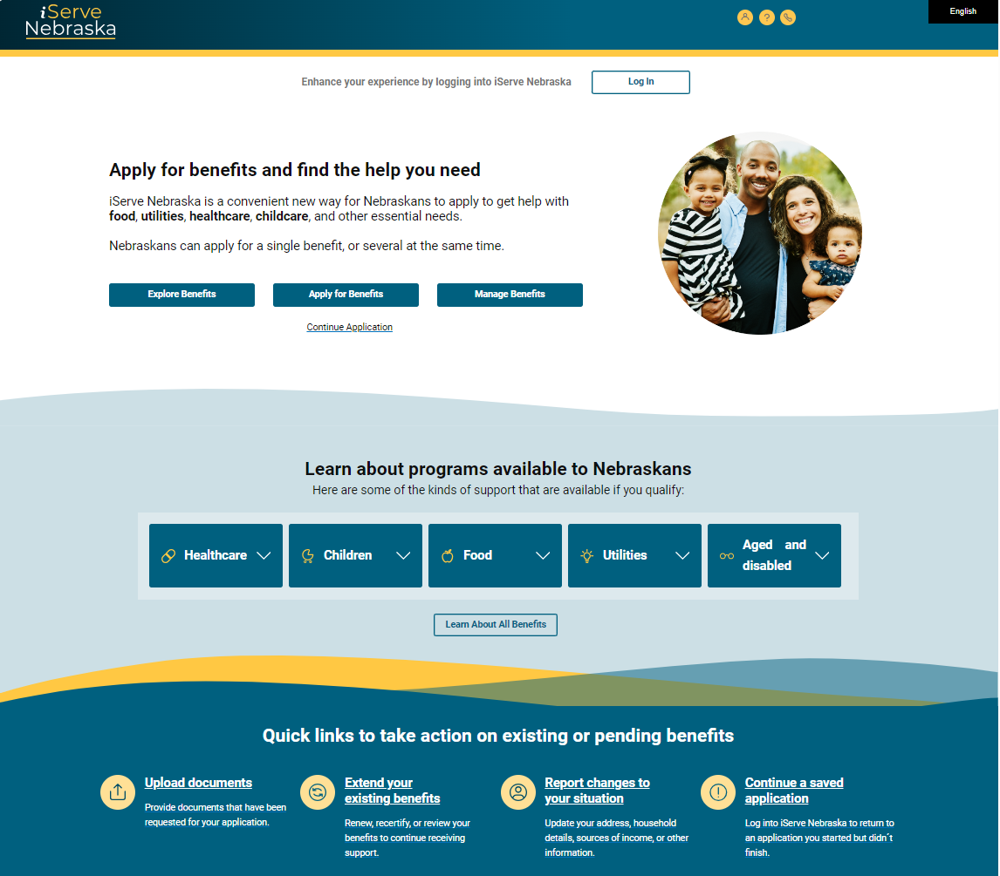 iServe
Nebraska
English
Enhance your experience by logging into iServe Nebraska
Log In
Apply for benefits and find the help you need
iServe Nebraska is a convenient new way for Nebraskans to apply to get help with
food, utilities, healthcare, childcare, and other essential needs.
Nebraskans can apply for a single benefit, or several at the same time.
Explore Benefits
Apply for Benefits
Manage Benefits
Continue Application
Learn about programs available to Nebraskans
Here are some of the kinds of support that are available if you qualify:
Healthcare
Children
Food
Utilities
Aged and
disabled
Learn About All Benefits
Quick links to take action on existing or pending benefits
Upload documents
Provide documents that have been
requested for your application.
Extend your
existing benefits
Renew, recertify, or review your
benefits to continue receiving
support.
Report changes to
your situation
Update your address, household
details, sources of income, or other
information.
Continue a saved
application
Log into iServe Nebraska to return to
an application you started but didn´t
finish.